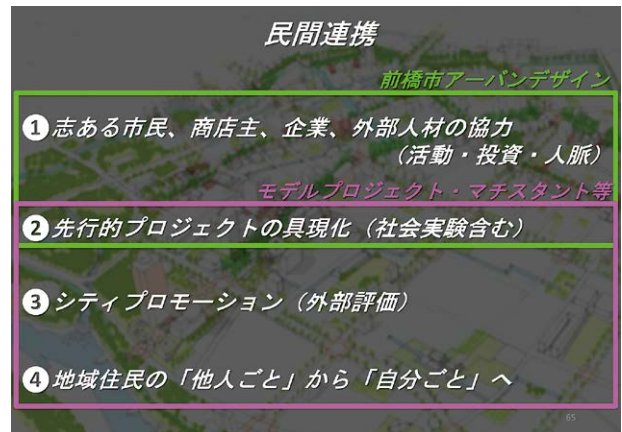 民間連携
前橋市アーバンデザイン
❶志ある市民、商店主、企業、外部人材の協力
（活動・投資・人脈）
モデルプロジェクト・マチスタント等
❷先行的プロジェクトの具現化（社会実験含む）
❸シティプロモーション（外部評価）
❹地域住民の「他人ごと」から「自分ごと」へ
65